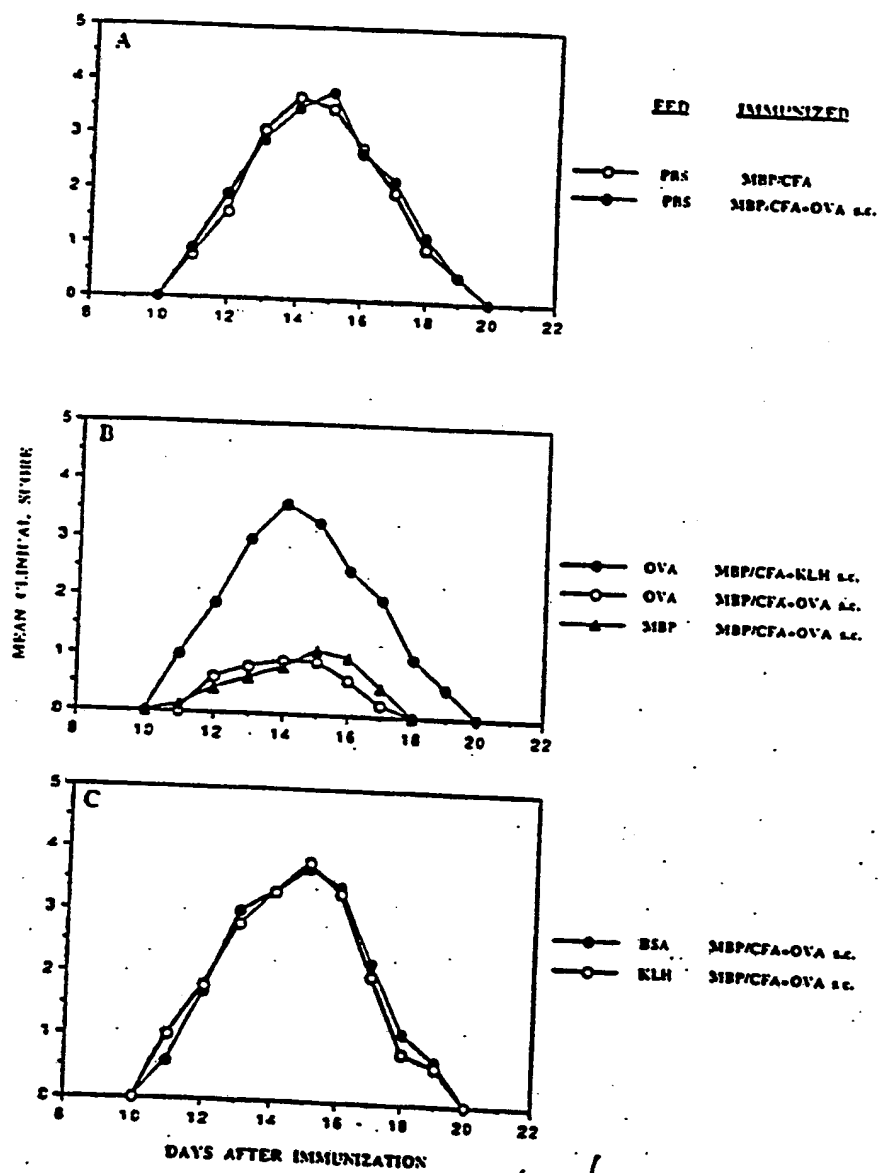 A
5
4
3
2
1
0
8 10 12 14 16 18 20 22
FED IMMUNIZED
PBS MBP/CFA
PBS MBP/CFA+OVA s.c.
MEAN CLINICAL SCORE
B
5
4
3
2
1
0
8 10 12 14 16 18 20 22
OVA MBP/CFA+KLH s.c.
OVA MBP/CFA+OVA s.c.
MBP MBP/CFA+OVA s.c.
C
5
4
3
2
1
0
8 10 12 14 16 18 20 22
BSA MBP/CFA+OVA s.c.
KLH MBP/CFA+OVA s.c.
DAYS AFTER IMMUNIZATION